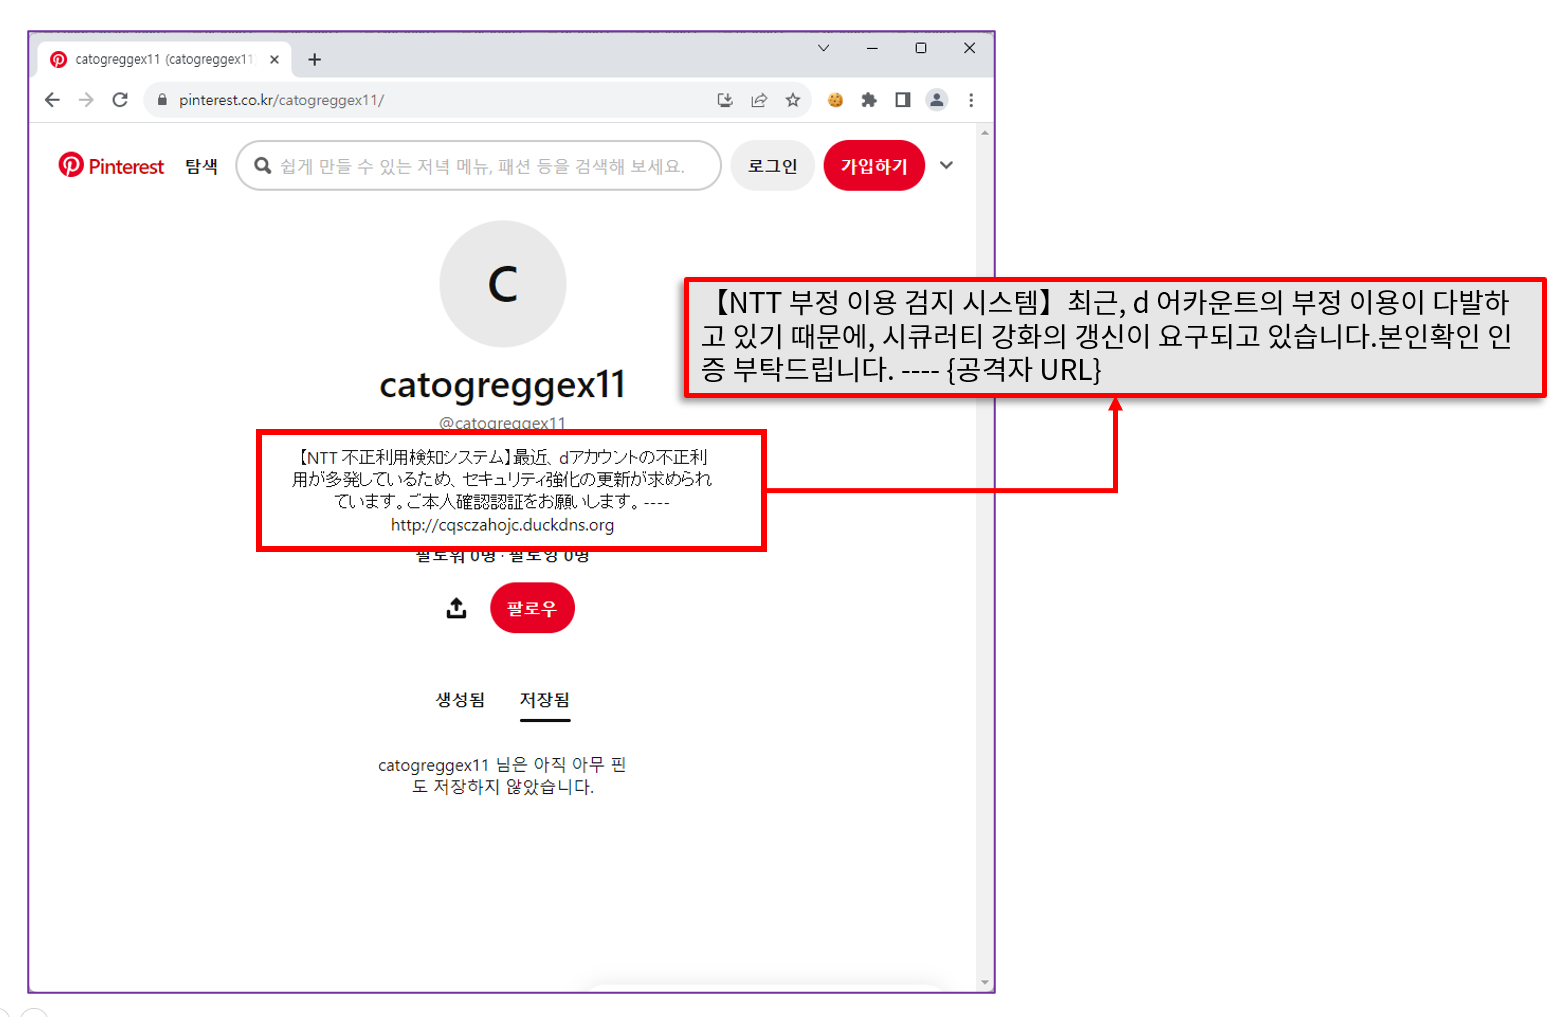 catogreggex11 (catogreggex11)
pinterest.co.kr/catogreggex11/
Pinterest 탐색 쉽게 만들 수 있는 저녁 메뉴, 패션 등을 검색해 보세요. 로그인 가입하기
C
catogreggex11
@catogreggex11
【NTT 不正利用検知システム】最近、dアカウントの不正利
用が多発しているため、セキュリティ強化の更新が求められ
ています。ご本人確認認証をお願いします。----
http://cqsczahojc.duckdns.org
팔로워 0명 · 팔로잉 0명
팔로우
생성됨 저장됨
catogreggex11 님은 아직 아무 핀
도 저장하지 않았습니다.
【NTT 부정 이용 검지 시스템】최근, d 어카운트의 부정 이용이 다발하
고 있기 때문에, 시큐러티 강화의 갱신이 요구되고 있습니다.본인확인 인
증 부탁드립니다. ---- {공격자 URL}